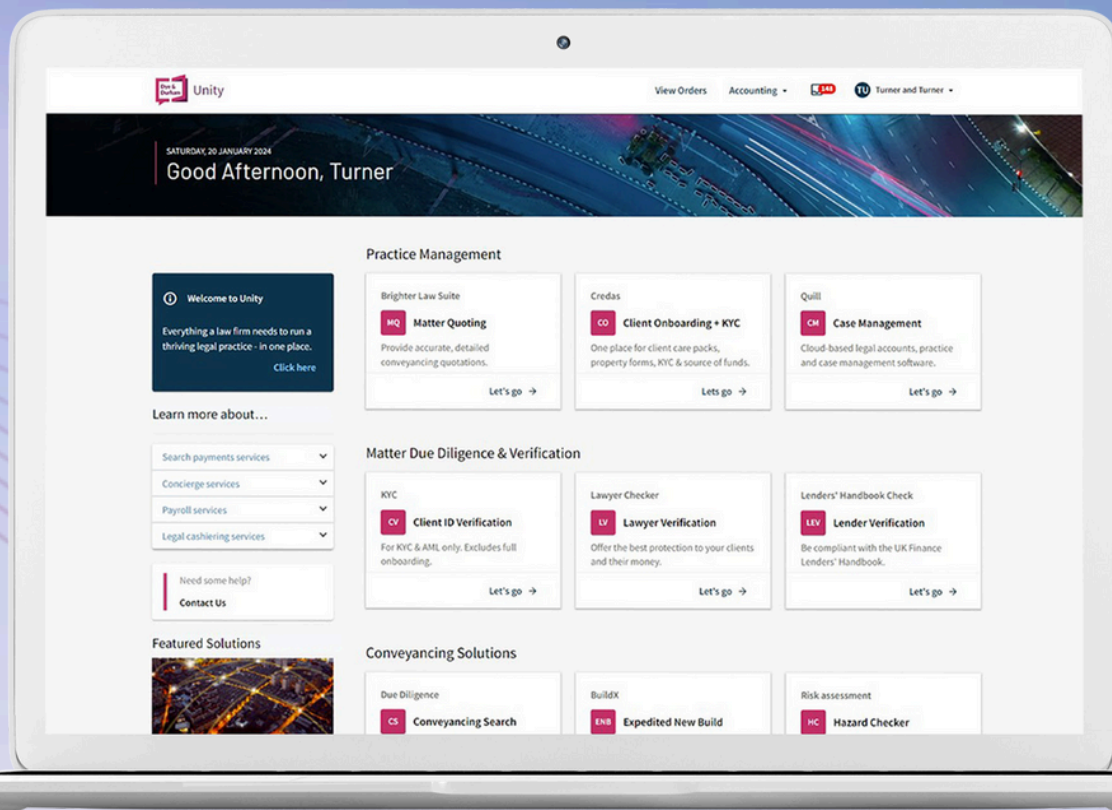 Dye &
Durham
Unity
View Orders
Accounting
148
TU
Turner and Turner
SATURDAY, 20 JANUARY 2024
Good Afternoon, Turner
Welcome to Unity
Everything a law firm needs to run a
thriving legal practice - in one place.
Click here
Learn more about...
Search payments services
Concierge services
Payroll services
Legal cashiering services
Need some help?
Contact Us
Featured Solutions
Practice Management
Brighter Law Suite
MQ Matter Quoting
Provide accurate, detailed
conveyancing quotations.
Let's go →
Credas
CO Client Onboarding + KYC
One place for client care packs,
property forms, KYC & source of funds.
Lets go →
Quill
CM Case Management
Cloud-based legal accounts, practice
and case management software.
Let's go →
Matter Due Diligence & Verification
KYC
CV Client ID Verification
For KYC & AML only. Excludes full
onboarding.
Let's go →
Lawyer Checker
LV Lawyer Verification
Offer the best protection to your clients
and their money.
Let's go →
Lenders' Handbook Check
LEV Lender Verification
Be compliant with the UK Finance
Lenders' Handbook.
Let's go →
Conveyancing Solutions
Due Diligence
CS Conveyancing Search
BuildX
ENB Expedited New Build
Risk assessment
HC Hazard Checker